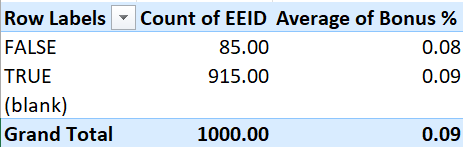 Row Labels Count of EEID Average of Bonus %
FALSE 85.00 0.08
TRUE 915.00 0.09
(blank)
Grand Total 1000.00 0.09